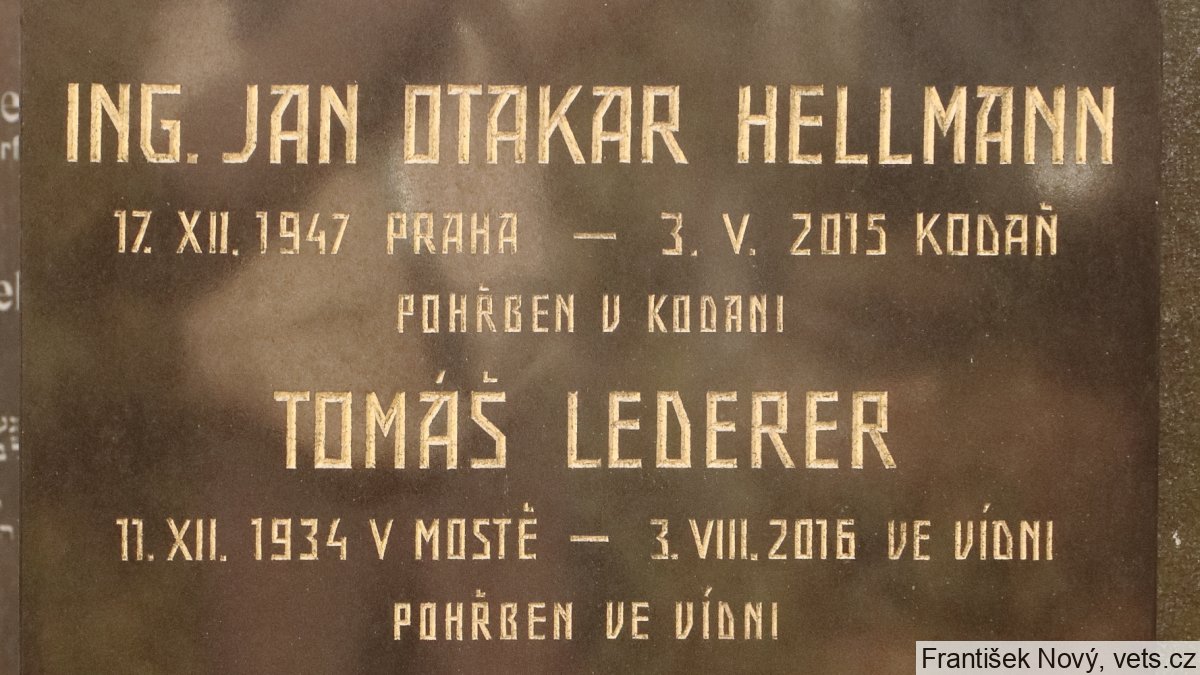 ING. JAN OTAKAR HELLMANN
17. XII. 1947 PRAHA — 3. V. 2015 KODAŇ
POHŘBEN V KODANI
TOMÁŠ LEDERER
11. XII. 1934 V MOSTĚ — 3. VIII. 2016 VE VÍDNI
POHŘBEN VE VÍDNI
František Nový, vets.cz